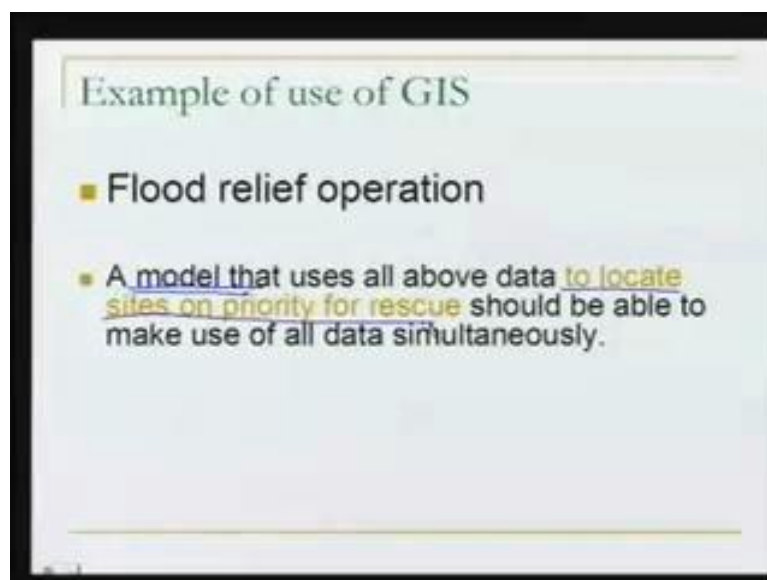 Example of use of GIS
Flood relief operation
A model that uses all above data to locate
sites on priority for rescue should be able to
make use of all data simultaneously.